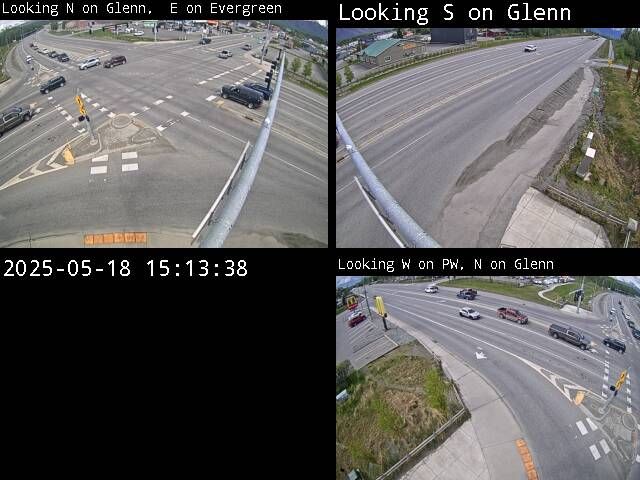 Looking N on Glenn, E on Evergreen
Looking S on Glenn
2025-05-18 15:13:38
Looking W on PW, N on Glenn